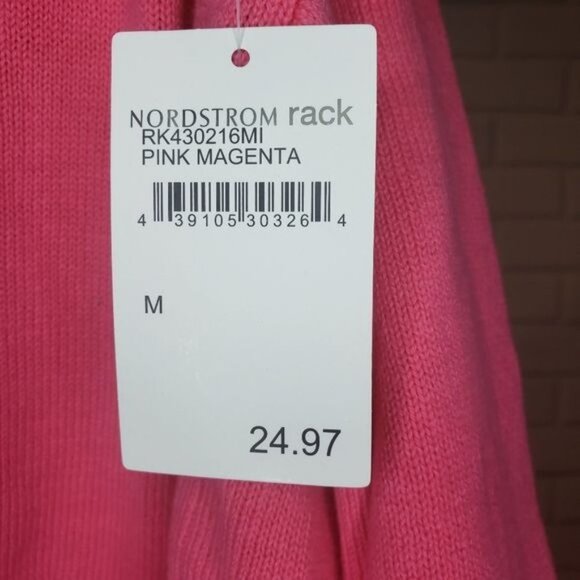 NORDSTROM rack
RK430216MI
PINK MAGENTA
4 39105 30326 4
M
24.97